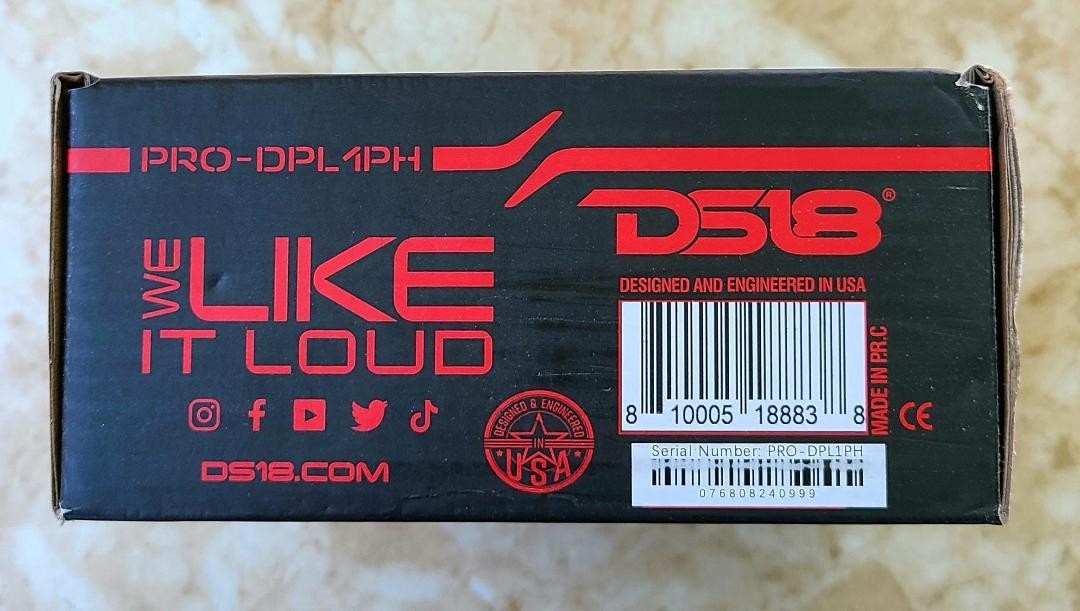 PRO-DPL1PH
DS18®
WE LIKE
IT LOUD
DS18.COM
DESIGNED & ENGINEERED
IN
USA
DESIGNED AND ENGINEERED IN USA
8 10005 18883 8
MADE IN P.R.C
CE
Serial Number: PRO-DPL1PH
076808240999